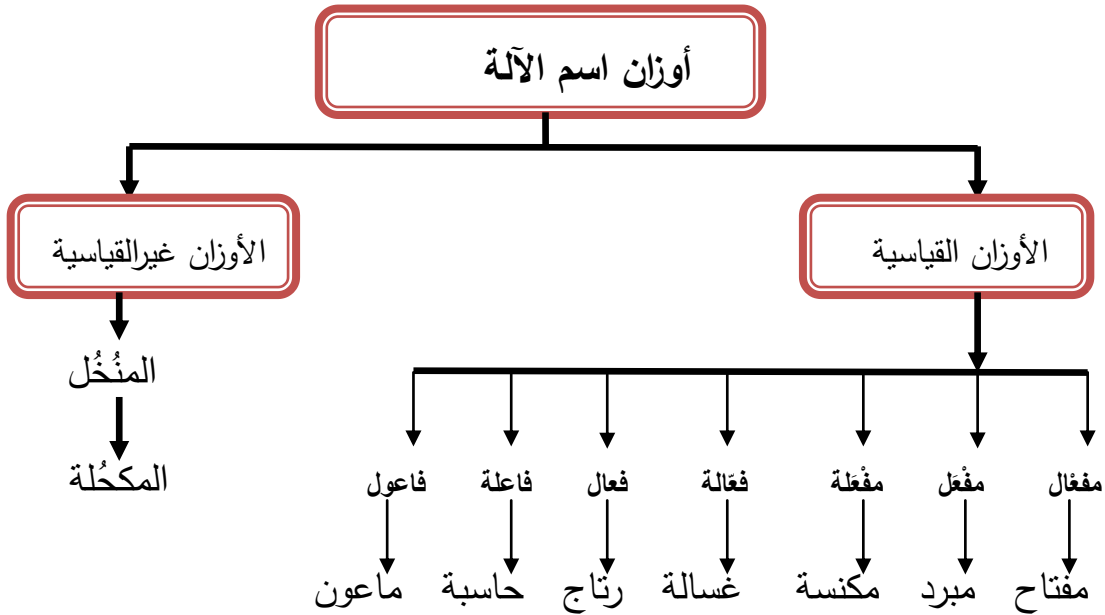 أوزان اسم الآلة
الأوزان القياسية
الأوزان غيرالقياسية
المنُخُل
المكحُلة
مفعْال مفْعَل مفْعَلة فعّالة فعال فاعلة فاعول
مفتاح مبرد مكنسة غسالة رتاج حاسبة ماعون